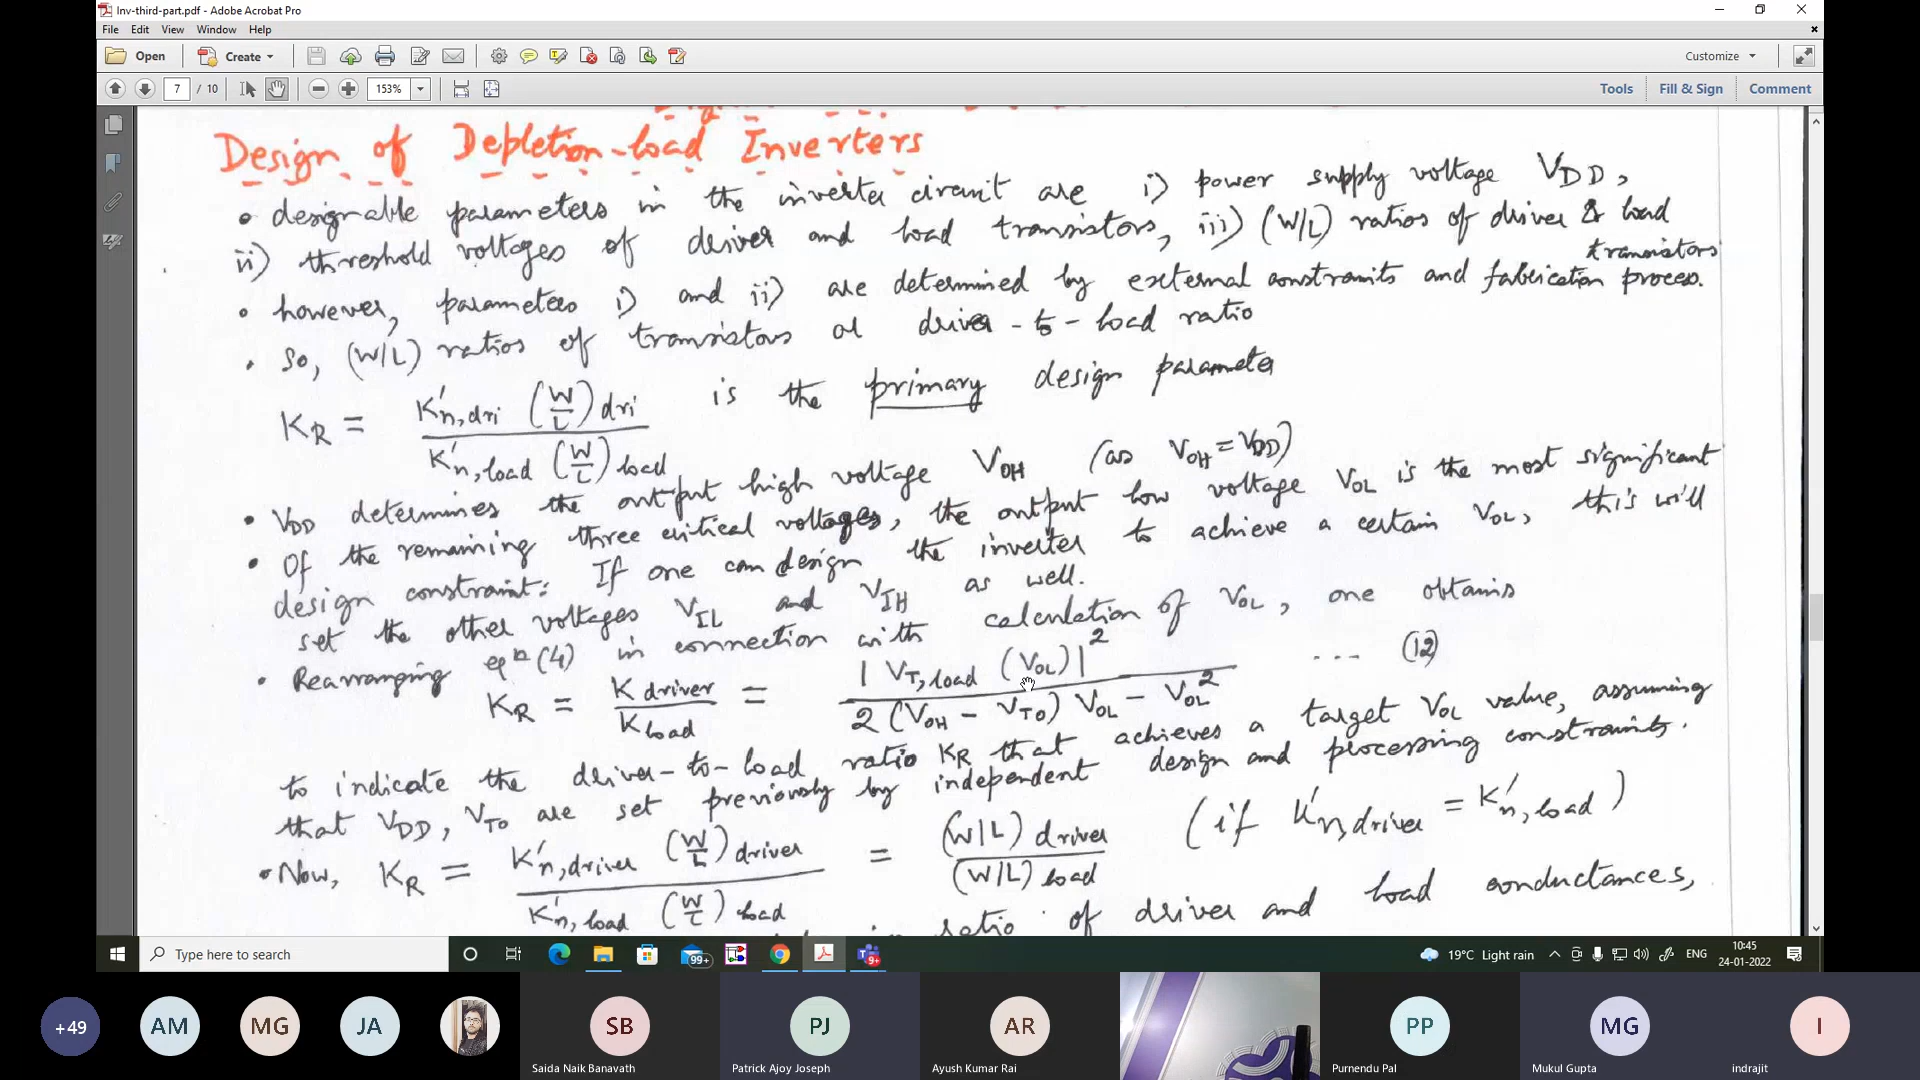 Inv-third-part.pdf - Adobe Acrobat Pro
File Edit View Window Help
Open Create Customize
7 / 10 153% Tools Fill & Sign Comment
Design of Depletion-load Inverters
• designable parameters in the inverter circuit are i) power supply voltage VDD,
ii) threshold voltages of driver and load transistors, iii) (W/L) ratios of driver & load
transistors
• however, parameters i) and ii) are determined by external constraints and fabrication process.
• So, (W/L) ratios of transistors or driver-to-load ratio
KR = K'n,dri (W/L)dri / K'n,load (W/L)load is the primary design parameter
• VDD determines the output high voltage VOH (as VOH = VDD)
• Of the remaining three critical voltages, the output low voltage VOL is the most significant
design constraint: If one can design the inverter to achieve a certain VOL, this will
set the other voltages VIL and VIH as well.
• Rearranging eqn (4) in connection with calculation of VOL, one obtains
KR = Kdriver / Kload = |VT,load (VOL)|² / 2 (VOH - VTO) VOL - VOL² ... (12)
to indicate the driver-to-load ratio KR that achieves a target VOL value, assuming
that VDD, VTO are set previously by independent design and processing constraints.
• Now, KR = K'n,driver (W/L)driver / K'n,load (W/L)load = (W/L)driver / (W/L)load (if K'n,driver = K'n,load)
ratio of driver and load conductances,
Type here to search 99+ 9+ 19°C Light rain ENG 10:45
24-01-2022
+49 AM MG JA SB PJ AR PP MG I
Saida Naik Banavath Patrick Ajoy Joseph Ayush Kumar Rai Purnendu Pal Mukul Gupta indrajit